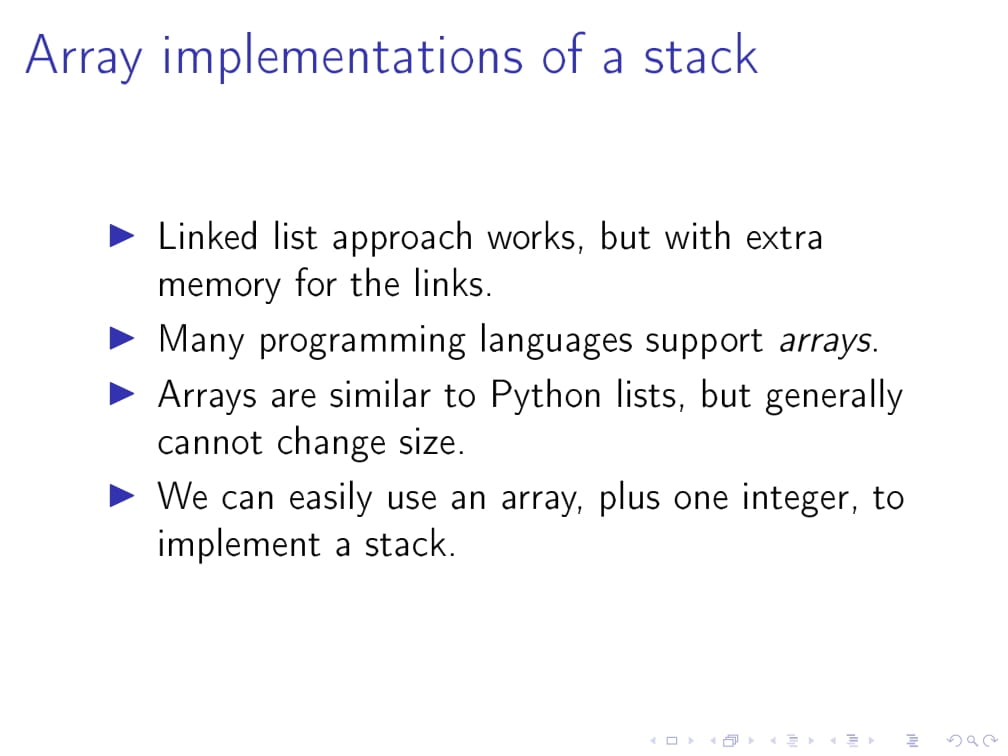 Array implementations of a stack
Linked list approach works, but with extra
memory for the links.
Many programming languages support arrays.
Arrays are similar to Python lists, but generally
cannot change size.
We can easily use an array, plus one integer, to
implement a stack.